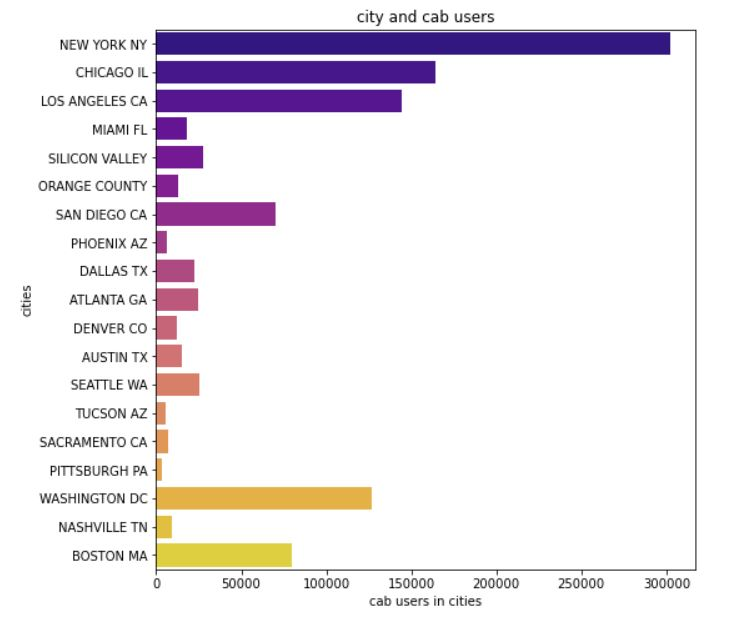 city and cab users
NEW YORK NY
CHICAGO IL
LOS ANGELES CA
MIAMI FL
SILICON VALLEY
ORANGE COUNTY
SAN DIEGO CA
PHOENIX AZ
DALLAS TX
ATLANTA GA
DENVER CO
AUSTIN TX
SEATTLE WA
TUCSON AZ
SACRAMENTO CA
PITTSBURGH PA
WASHINGTON DC
NASHVILLE TN
BOSTON MA
cities
0 50000 100000 150000 200000 250000 300000
cab users in cities